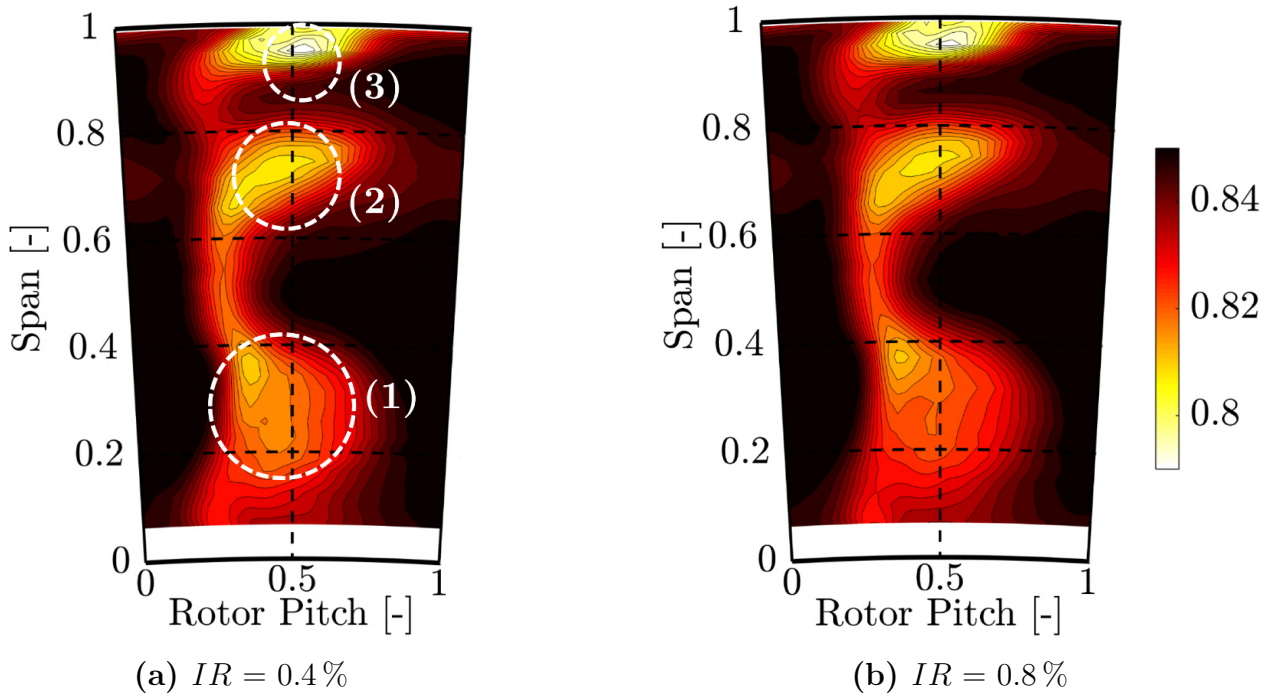 1
(3)
0.8
(2)
0.6
0.4
(1)
0.2
0
0 0.5 1
Span [-]
Rotor Pitch [-]
(a) IR = 0.4 %
1
0.8
0.6
0.4
0.2
0
0 0.5 1
Span [-]
Rotor Pitch [-]
(b) IR = 0.8 %
0.84
0.82
0.8